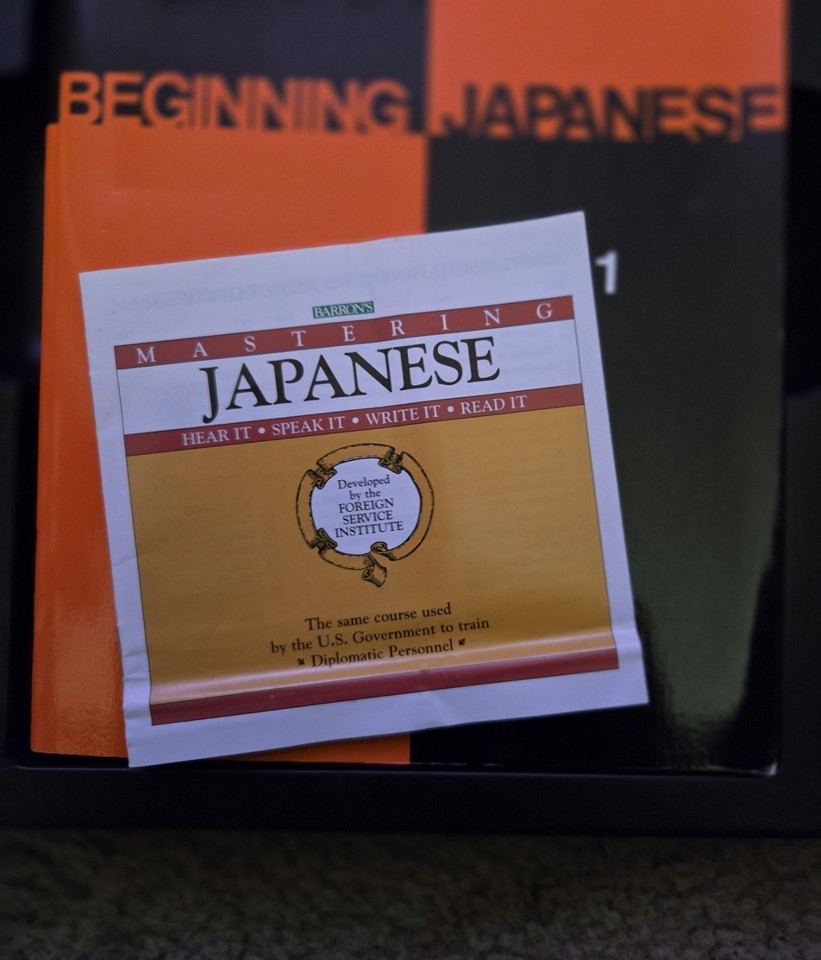 BEGINNING JAPANESE
1
BARRON'S
MASTERING
JAPANESE
HEAR IT • SPEAK IT • WRITE IT • READ IT
Developed
by the
FOREIGN
SERVICE
INSTITUTE
The same course used
by the U.S. Government to train
Diplomatic Personnel